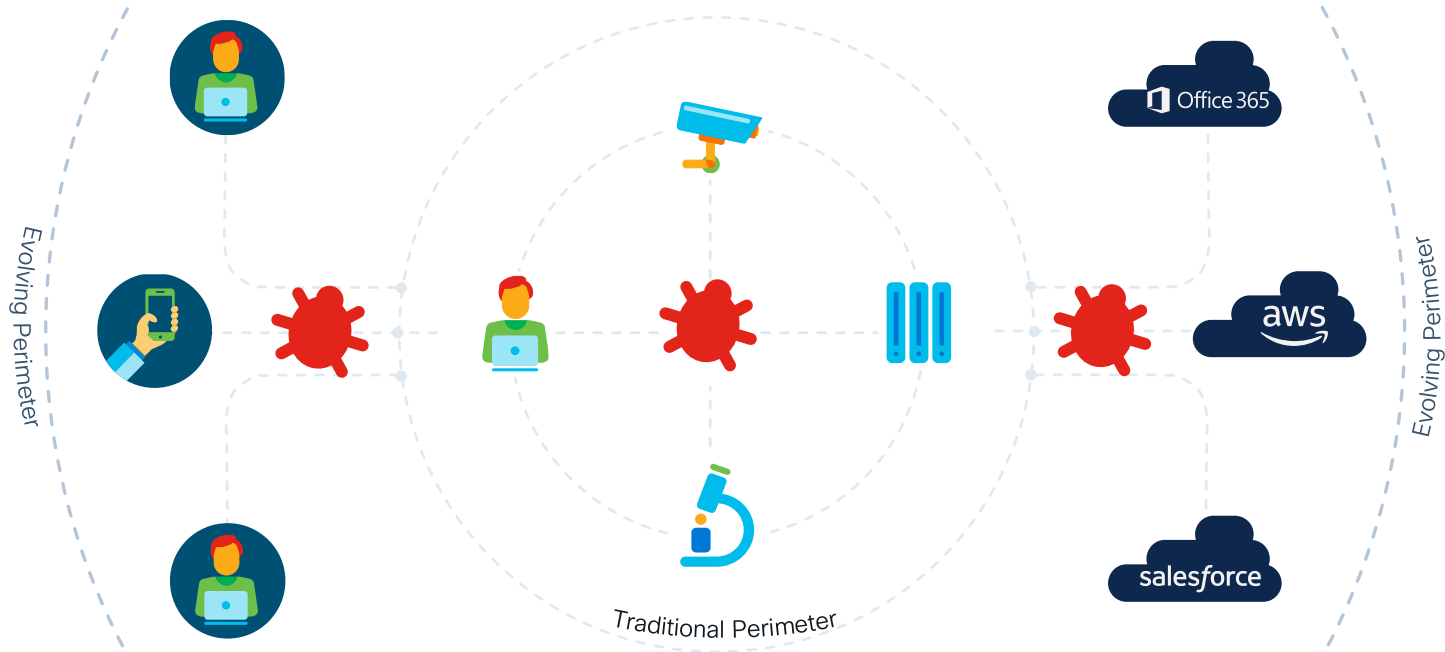 Office 365
Evolving Perimeter
aws
Evolving Perimeter
salesforce
Traditional Perimeter